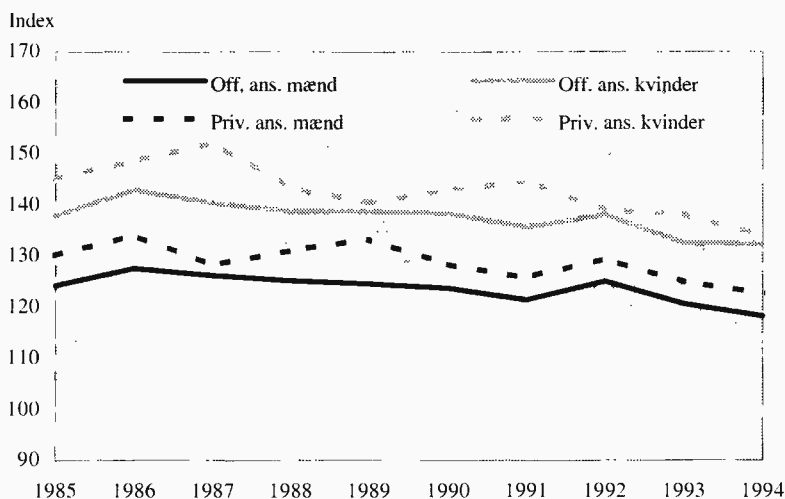 Index
170
160
150
140
130
120
110
100
90
Off, ans. mænd
Off. ans. kvinder
Priv. ans. mænd
Priv. ans. kvinder
1985 1986 1987 1988 1989 1990 1991 1992 1993 1994